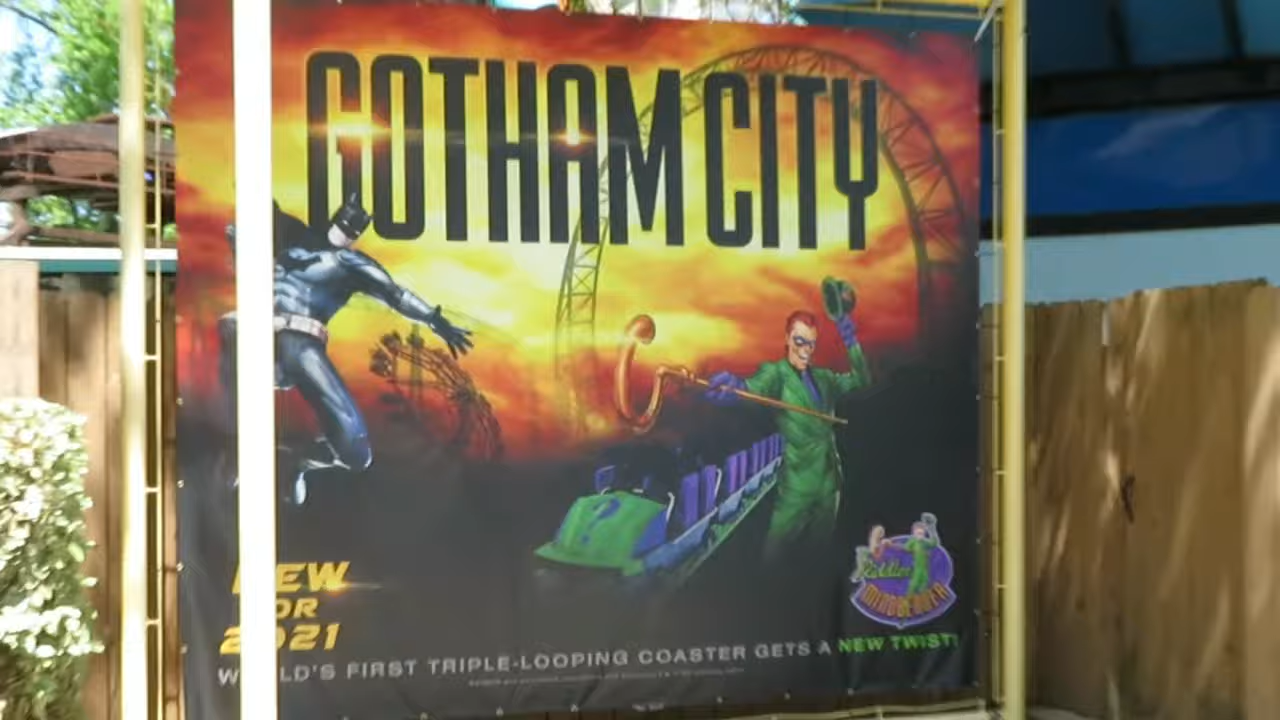 GOTHAM CITY
?
Riddler
MINDBENDER
NEW
FOR
2021
WORLD'S FIRST TRIPLE-LOOPING COASTER GETS A NEW TWIST!